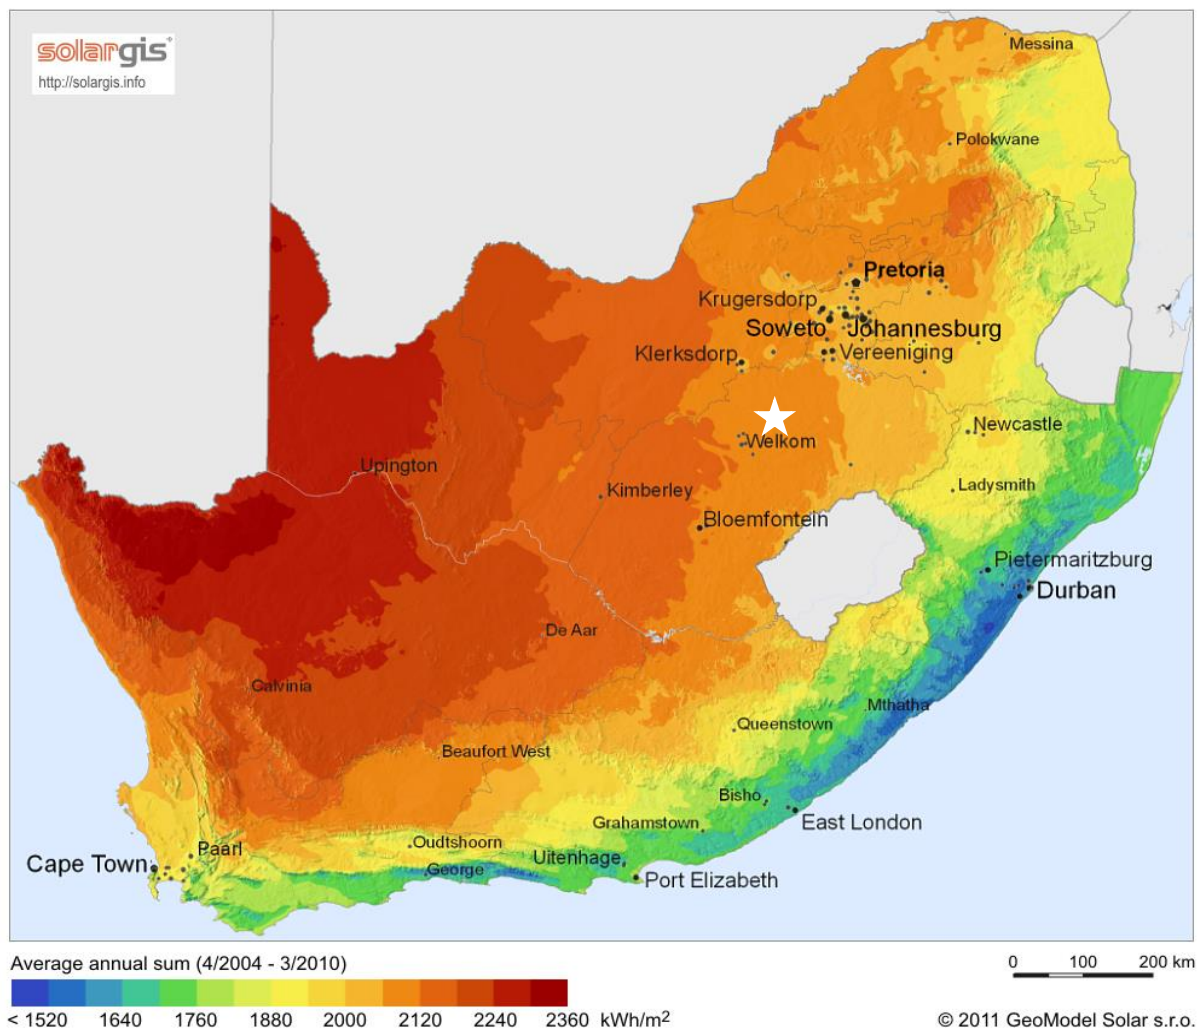 solargis
http://solargis.info
Messina
Polokwane
Pretoria
Krugersdorp
Soweto Johannesburg
Klerksdorp Vereeniging
Newcastle
Welkom
Upington
Kimberley
Ladysmith
Bloemfontein
Pietermaritzburg
Durban
De Aar
Calvinia
Mthatha
Queenstown
Beaufort West
Bisho
Grahamstown East London
Paarl Oudtshoorn
Cape Town George Uitenhage
Port Elizabeth
Average annual sum (4/2004 - 3/2010)
0 100 200 km
< 1520 1640 1760 1880 2000 2120 2240 2360 kWh/m2
© 2011 GeoModel Solar s.r.o.